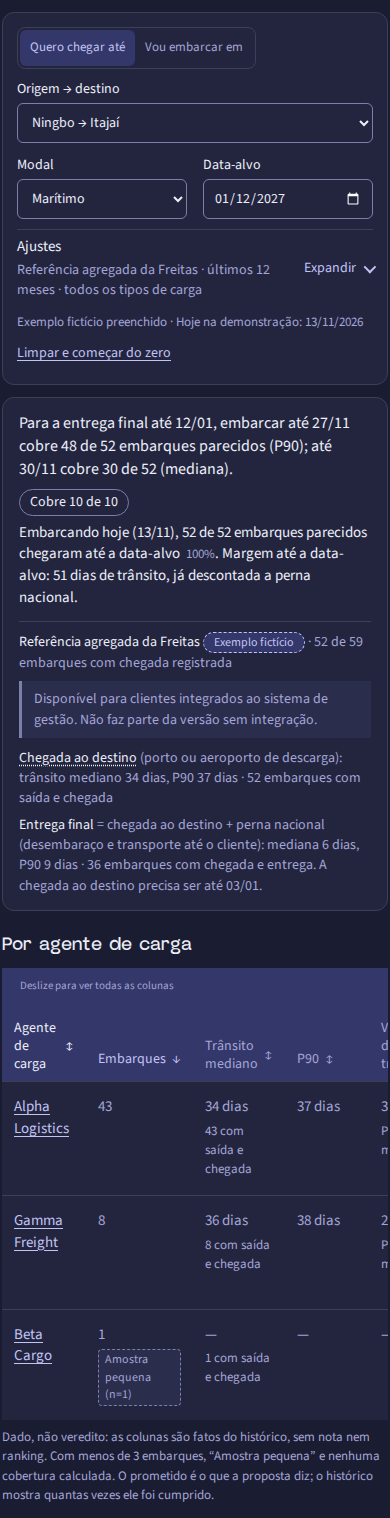 Quero chegar até
Vou embarcar em
Origem → destino
Ningbo → Itajaí
Modal
Data-alvo
Marítimo
01/12/2027
Ajustes
Referência agregada da Freitas · últimos 12
meses · todos os tipos de carga
Expandir
Exemplo fictício preenchido · Hoje na demonstração: 13/11/2026
Limpar e começar do zero
Para a entrega final até 12/01, embarcar até 27/11
cobre 48 de 52 embarques parecidos (P90); até
30/11 cobre 30 de 52 (mediana).
Cobre 10 de 10
Embarcando hoje (13/11), 52 de 52 embarques parecidos
chegaram até a data-alvo 100%. Margem até a data-
alvo: 51 dias de trânsito, já descontada a perna
nacional.
Referência agregada da Freitas Exemplo fictício · 52 de 59
embarques com chegada registrada
Disponível para clientes integrados ao sistema de
gestão. Não faz parte da versão sem integração.
Chegada ao destino (porto ou aeroporto de descarga):
trânsito mediano 34 dias, P90 37 dias · 52 embarques com
saída e chegada
Entrega final = chegada ao destino + perna nacional
(desembaraço e transporte até o cliente): mediana 6 dias,
P90 9 dias · 36 embarques com chegada e entrega. A
chegada ao destino precisa ser até 03/01.
Por agente de carga
Deslize para ver todas as colunas
Agente
de
carga ↕
Embarques ↓
Trânsito
mediano ↕
P90 ↕
Alpha
Logistics
43
34 dias
43 com
saída e
chegada
37 dias
Gamma
Freight
8
36 dias
8 com saída
e chegada
38 dias
Beta
Cargo
1
Amostra
pequena
(n=1)
—
1 com saída
e chegada
—
Dado, não veredito: as colunas são fatos do histórico, sem nota nem
ranking. Com menos de 3 embarques, “Amostra pequena” e nenhuma
cobertura calculada. O prometido é o que a proposta diz; o histórico
mostra quantas vezes ele foi cumprido.